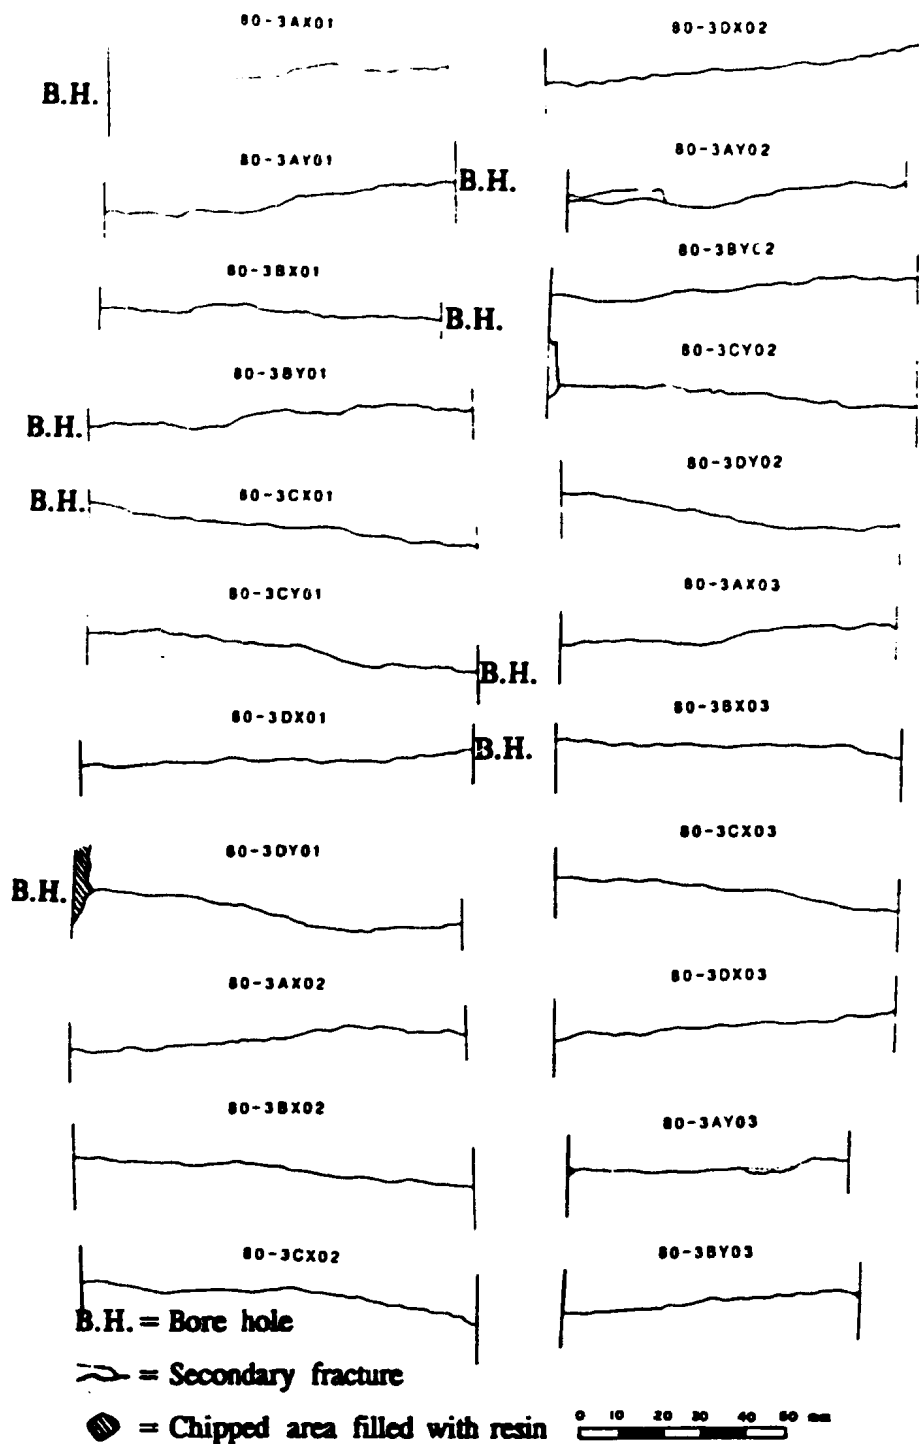 80-3AX01
B.H.
80-3AY01
B.H.
80-3BX01
B.H.
80-3BY01
B.H.
80-3CX01
B.H.
80-3CY01
B.H.
80-3DX01
B.H.
80-3DY01
B.H.
80-3AX02
80-3BX02
80-3CX02
80-3DX02
80-3AY02
80-3BY02
80-3CY02
80-3DY02
80-3AX03
80-3BX03
80-3CX03
80-3DX03
80-3AY03
80-3BY03
B.H. = Bore hole
= Secondary fracture
= Chipped area filled with resin
0 10 20 30 40 50 mm